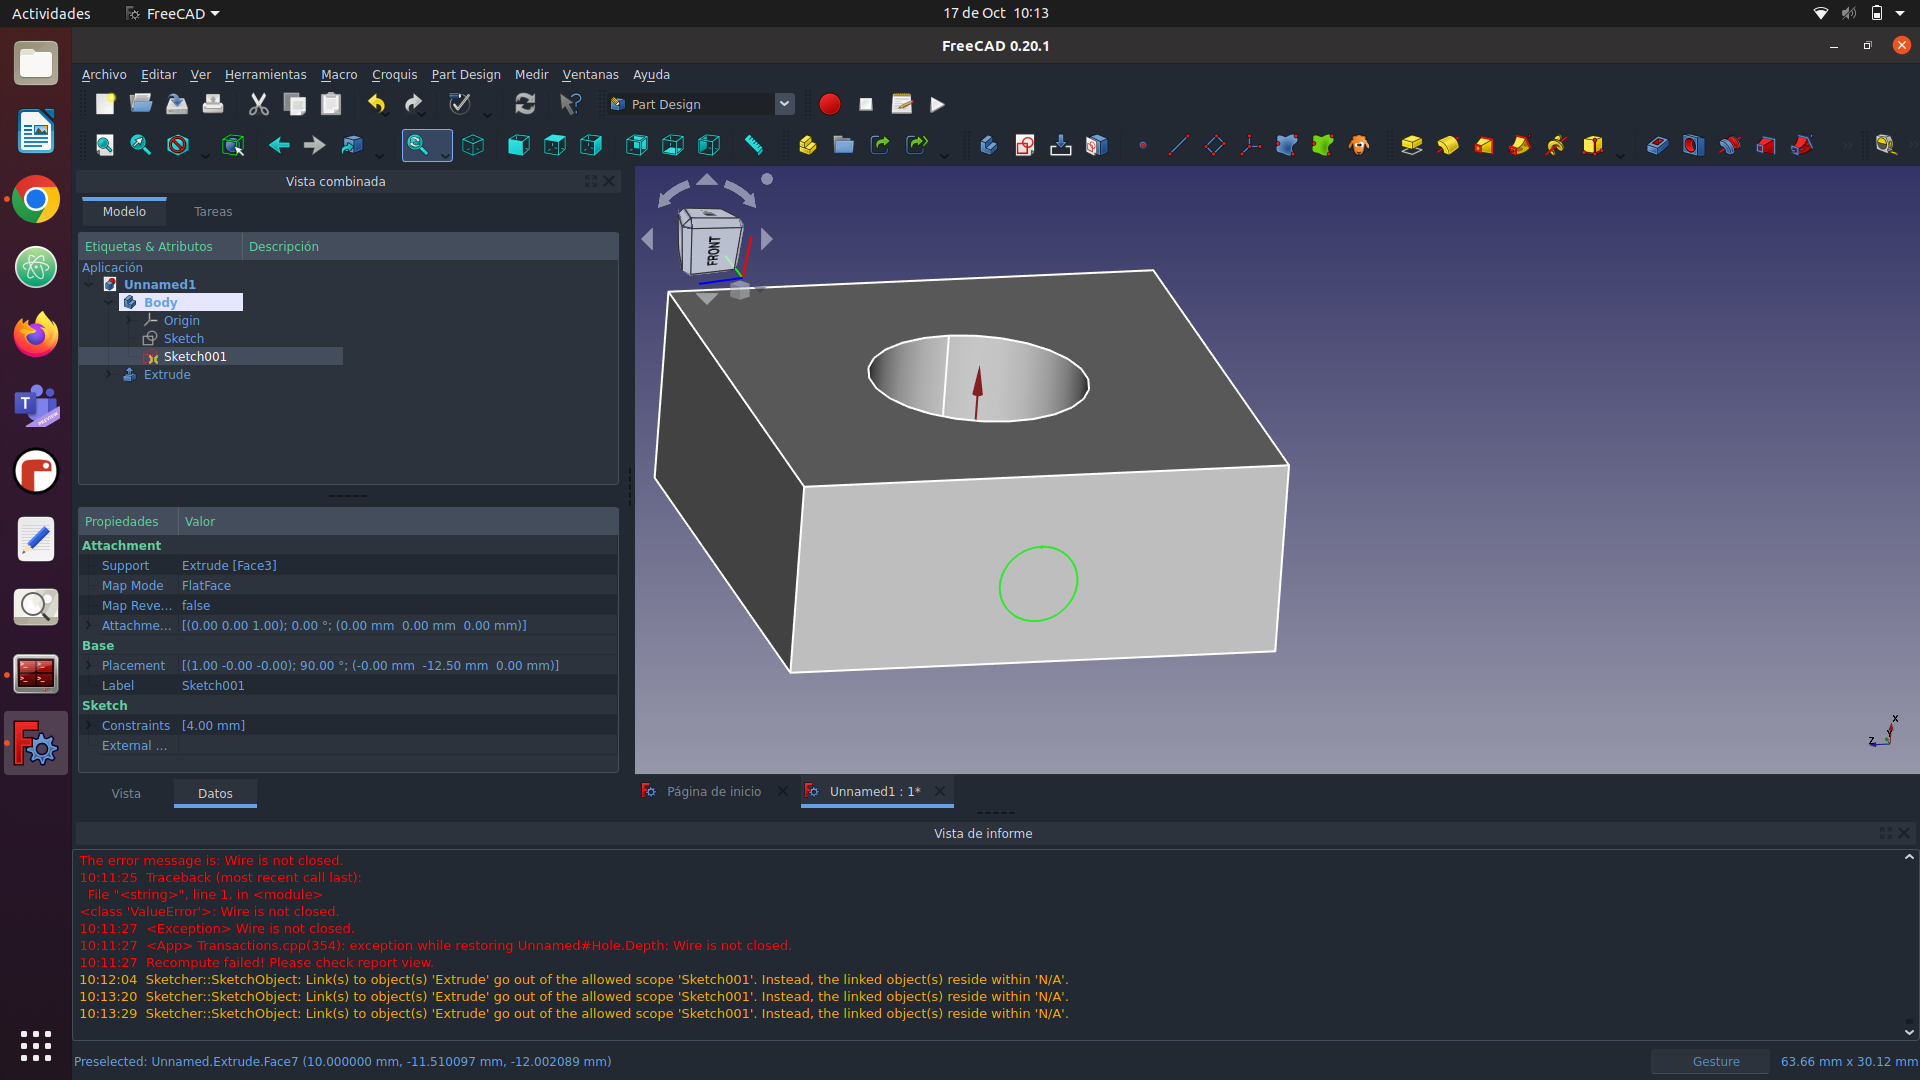 Actividades
FreeCAD
17 de Oct 10:13
FreeCAD 0.20.1
Archivo Editar Ver Herramientas Macro Croquis Part Design Medir Ventanas Ayuda
Part Design
Vista combinada
Modelo Tareas
Etiquetas & Atributos Descripción
Aplicación
Unnamed1
Body
Origin
Sketch
Sketch001
Extrude
Propiedades Valor
Attachment
Support Extrude [Face3]
Map Mode FlatFace
Map Reve... false
Attachme... [(0.00 0.00 1.00); 0.00 °; (0.00 mm 0.00 mm 0.00 mm)]
Base
Placement [(1.00 -0.00 -0.00); 90.00 °; (-0.00 mm -12.50 mm 0.00 mm)]
Label Sketch001
Sketch
Constraints [4.00 mm]
External ...
Vista Datos
FRONT
X
Y
Z
Página de inicio
Unnamed1 : 1*
Vista de informe
The error message is: Wire is not closed.
10:11:25 Traceback (most recent call last):
File "<string>", line 1, in <module>
<class 'ValueError'>: Wire is not closed.
10:11:27 <Exception> Wire is not closed.
10:11:27 <App> Transactions.cpp(354): exception while restoring Unnamed#Hole.Depth: Wire is not closed.
10:11:27 Recompute failed! Please check report view.
10:12:04 Sketcher::SketchObject: Link(s) to object(s) 'Extrude' go out of the allowed scope 'Sketch001'. Instead, the linked object(s) reside within 'N/A'.
10:13:20 Sketcher::SketchObject: Link(s) to object(s) 'Extrude' go out of the allowed scope 'Sketch001'. Instead, the linked object(s) reside within 'N/A'.
10:13:29 Sketcher::SketchObject: Link(s) to object(s) 'Extrude' go out of the allowed scope 'Sketch001'. Instead, the linked object(s) reside within 'N/A'.
Preselected: Unnamed.Extrude.Face7 (10.000000 mm, -11.510097 mm, -12.002089 mm)
Gesture
63.66 mm x 30.12 mm